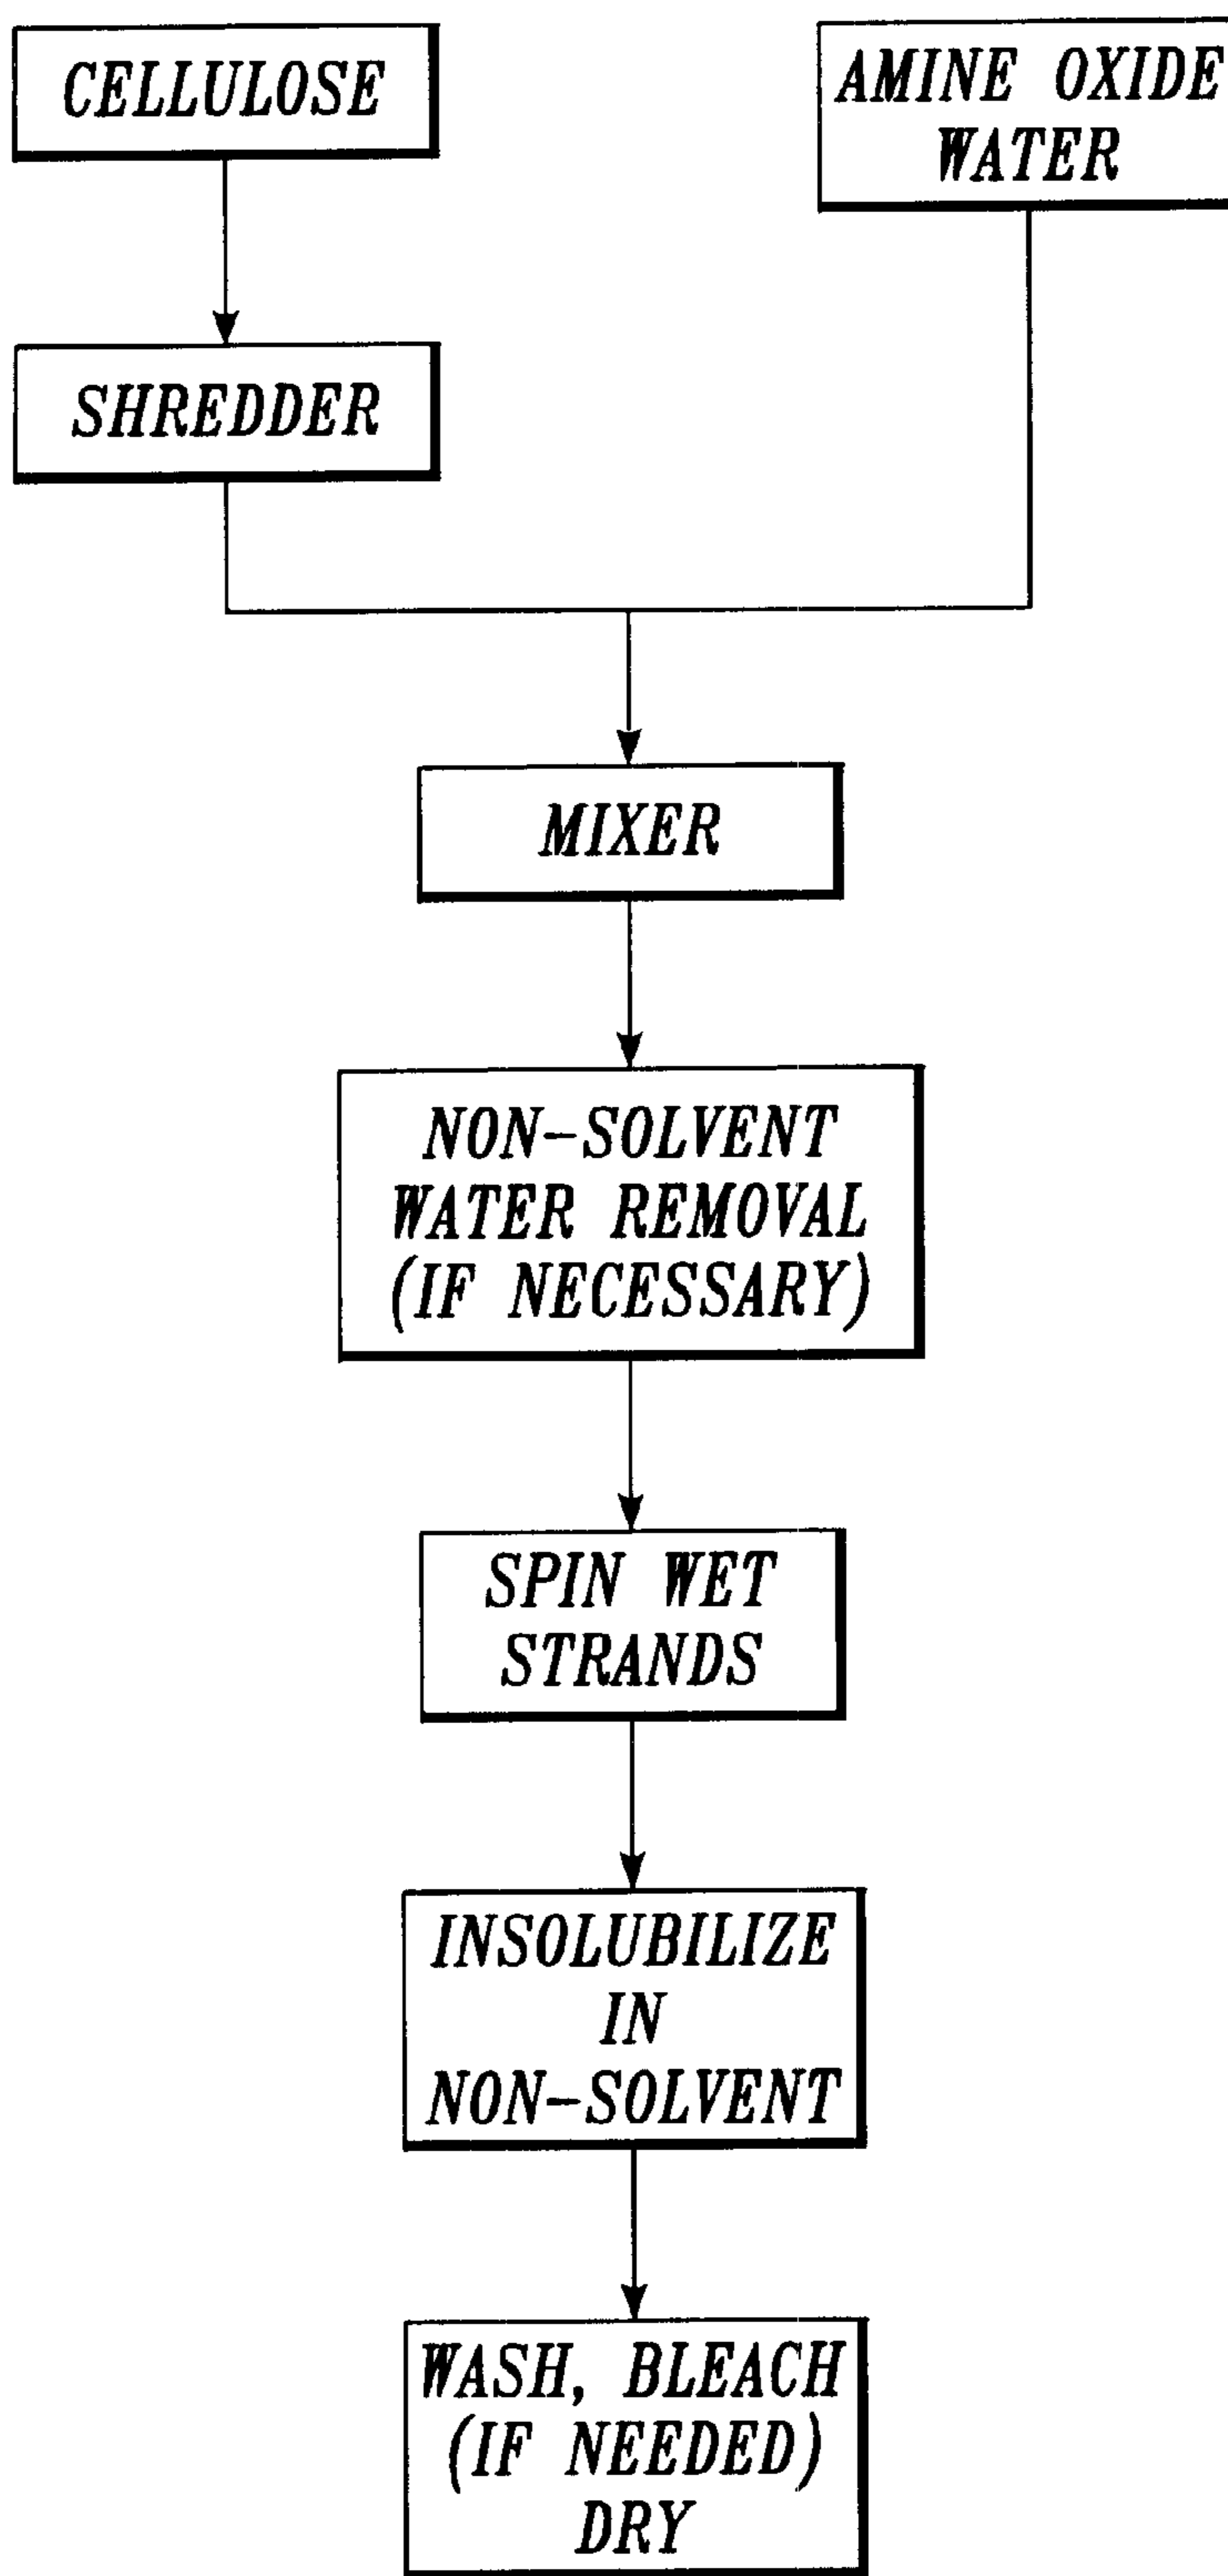 CELLULOSE
AMINE OXIDE
WATER
SHREDDER
MIXER
NON-SOLVENT
WATER REMOVAL
(IF NECESSARY)
SPIN WET
STRANDS
INSOLUBILIZE
IN
NON-SOLVENT
WASH, BLEACH
(IF NEEDED)
DRY